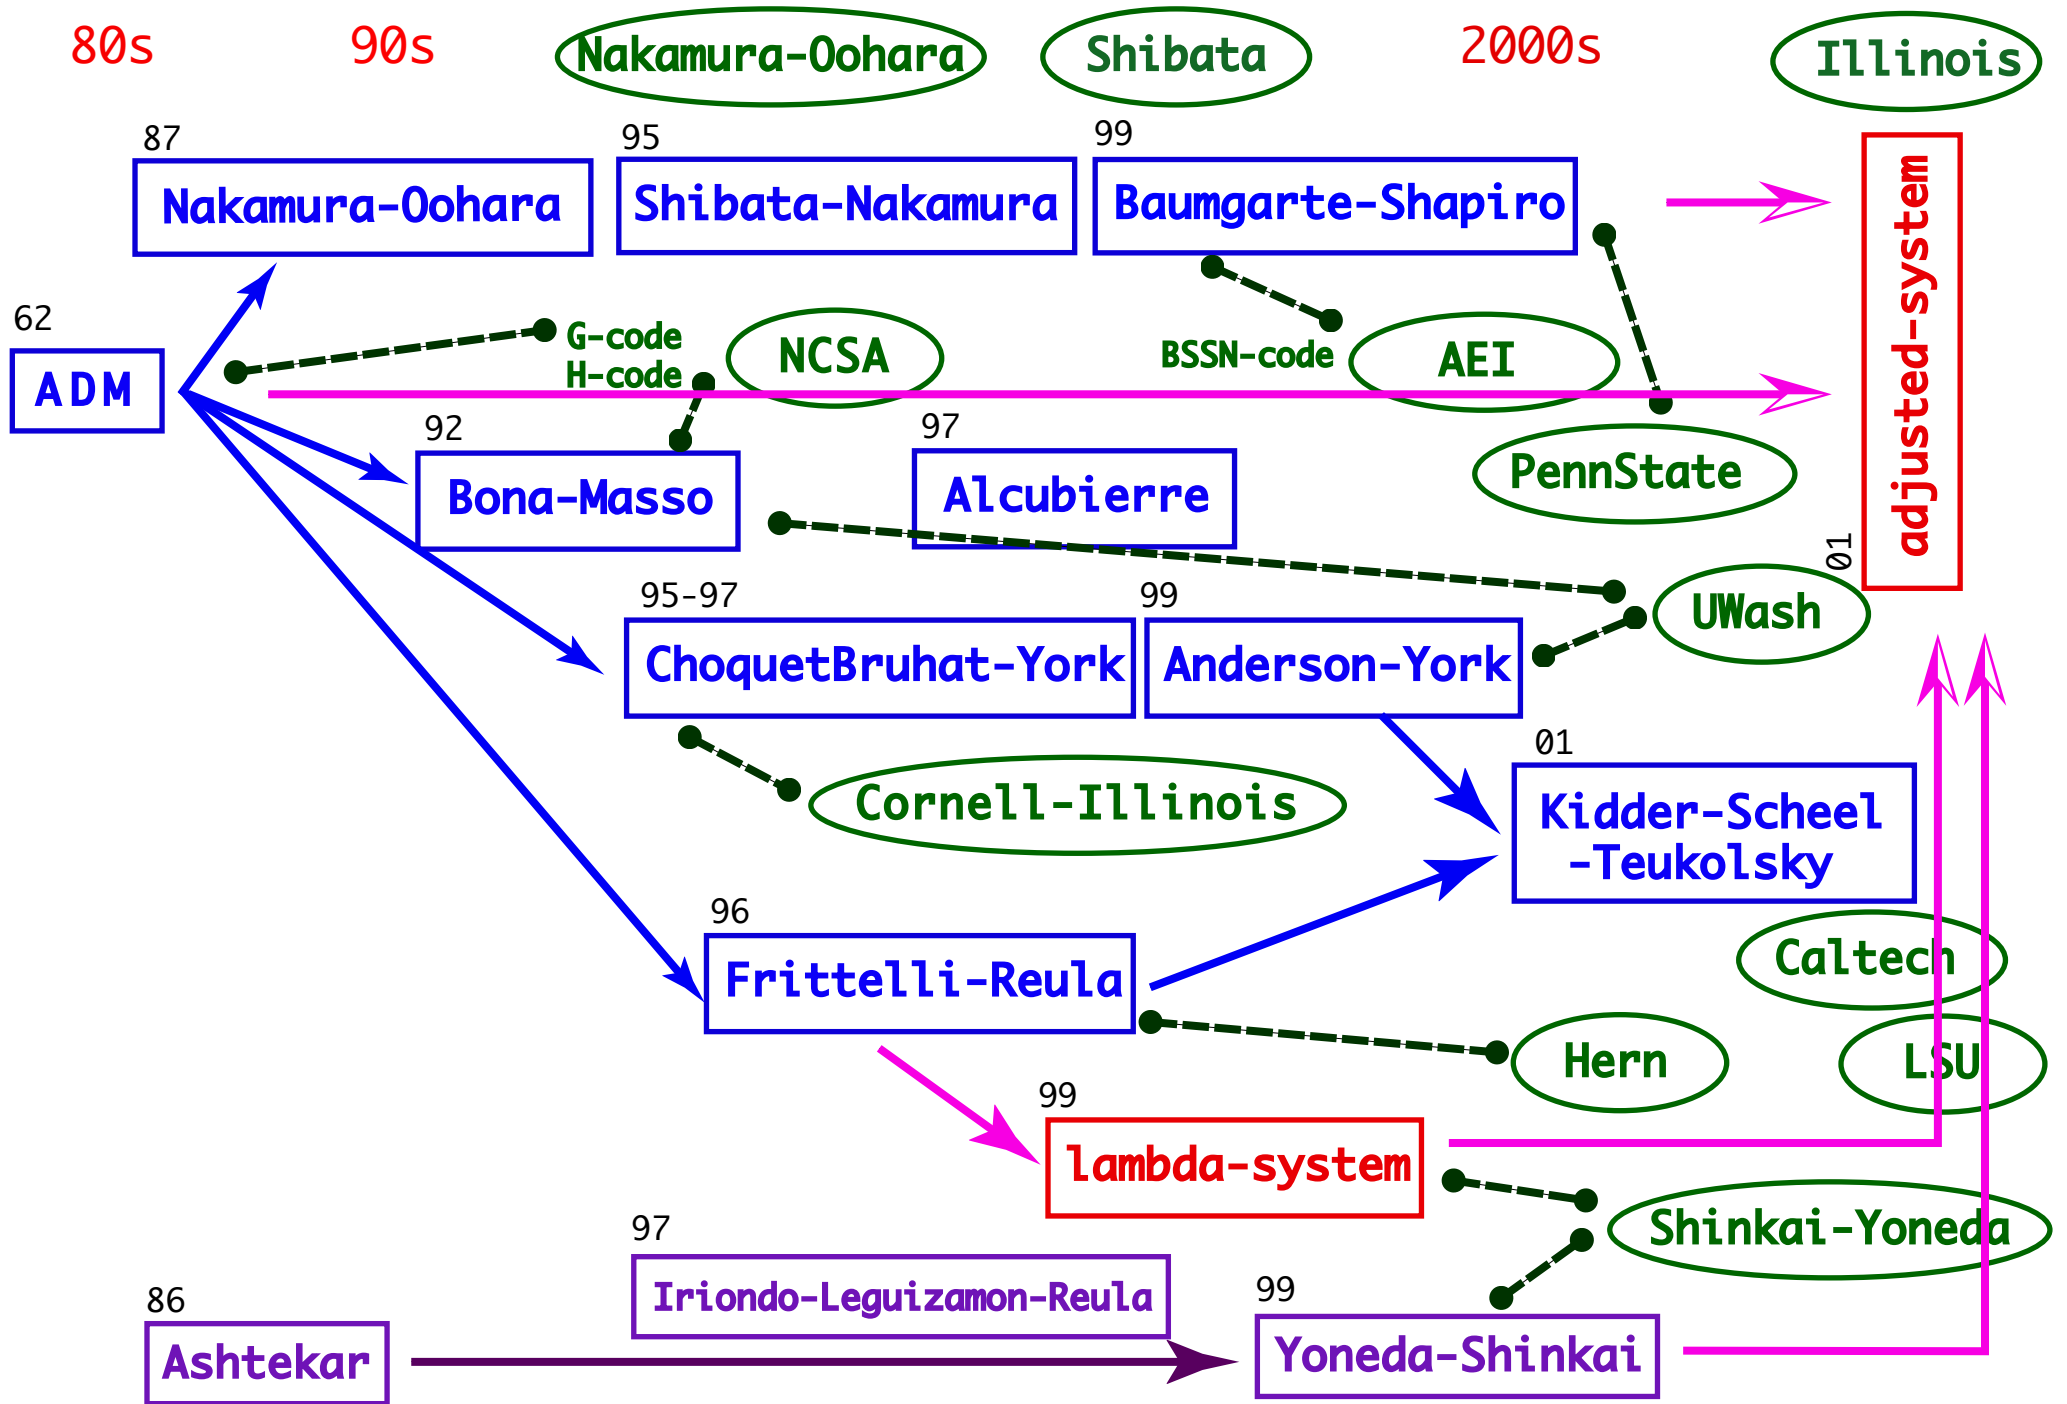 80s
90s
Nakamura-Oohara
Shibata
2000s
Illinois
87
95
99
Nakamura-Oohara
Shibata-Nakamura
Baumgarte-Shapiro
adjusted-system
01
62
ADM
G-code
H-code
NCSA
BSSN-code
AEI
92
97
Bona-Masso
Alcubierre
PennState
95-97
99
UWash
ChoquetBruhat-York
Anderson-York
01
Cornell-Illinois
Kidder-Scheel
-Teukolsky
96
Frittelli-Reula
Caltech
Hern
LSU
99
lambda-system
97
Shinkai-Yoneda
Iriondo-Leguizamon-Reula
86
99
Ashtekar
Yoneda-Shinkai